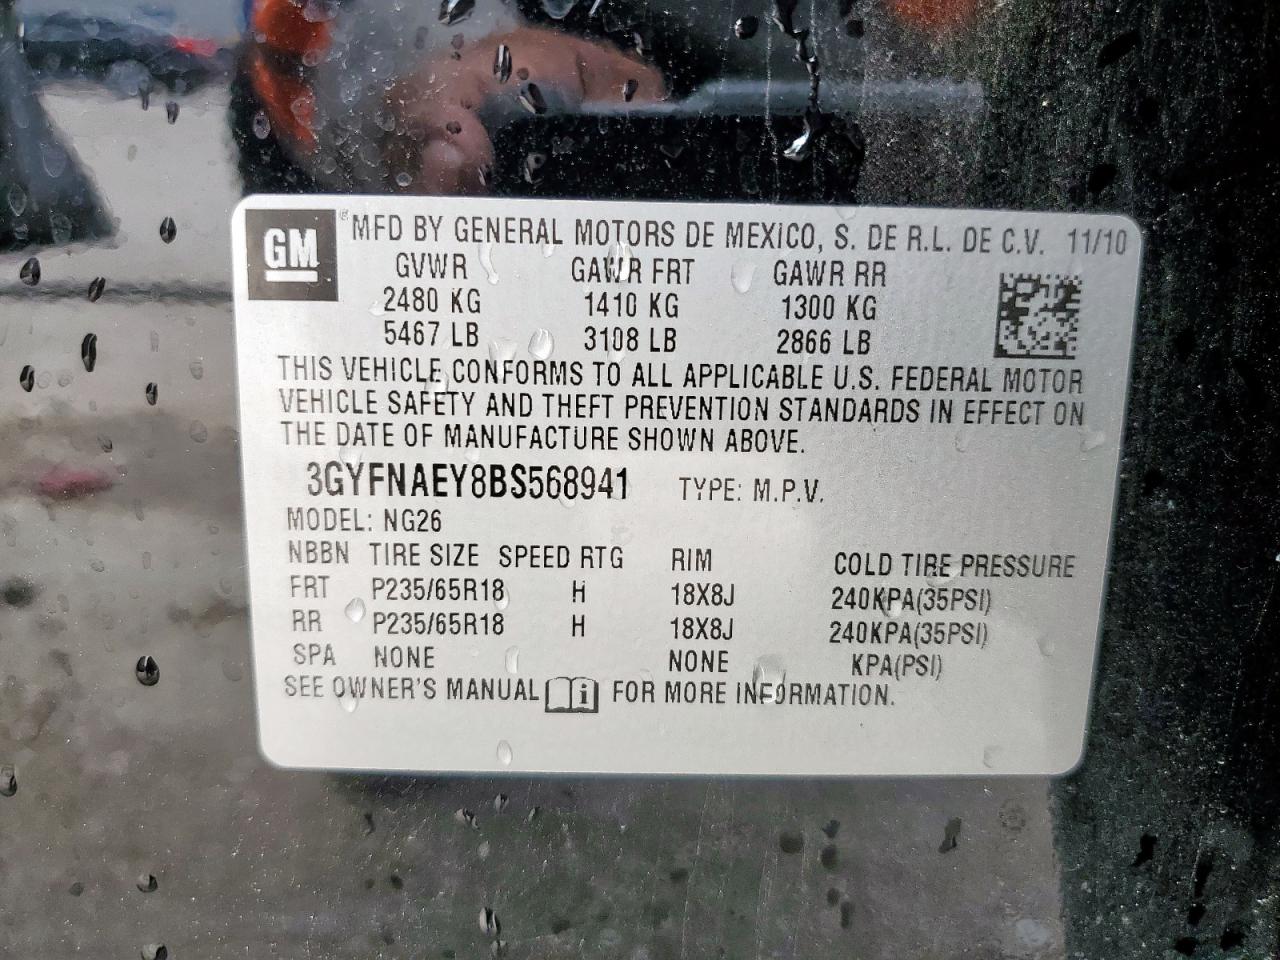 GM ® MFD BY GENERAL MOTORS DE MEXICO, S. DE R.L. DE C.V. 11/10
GVWR GAWR FRT GAWR RR
2480 KG 1410 KG 1300 KG
5467 LB 3108 LB 2866 LB
THIS VEHICLE CONFORMS TO ALL APPLICABLE U.S. FEDERAL MOTOR
VEHICLE SAFETY AND THEFT PREVENTION STANDARDS IN EFFECT ON
THE DATE OF MANUFACTURE SHOWN ABOVE.
3GYFNAEY8BS568941 TYPE: M.P.V.
MODEL: NG26
NBBN TIRE SIZE SPEED RTG RIM COLD TIRE PRESSURE
FRT P235/65R18 H 18X8J 240KPA(35PSI)
RR P235/65R18 H 18X8J 240KPA(35PSI)
SPA NONE NONE KPA(PSI)
SEE OWNER'S MANUAL i FOR MORE INFORMATION.